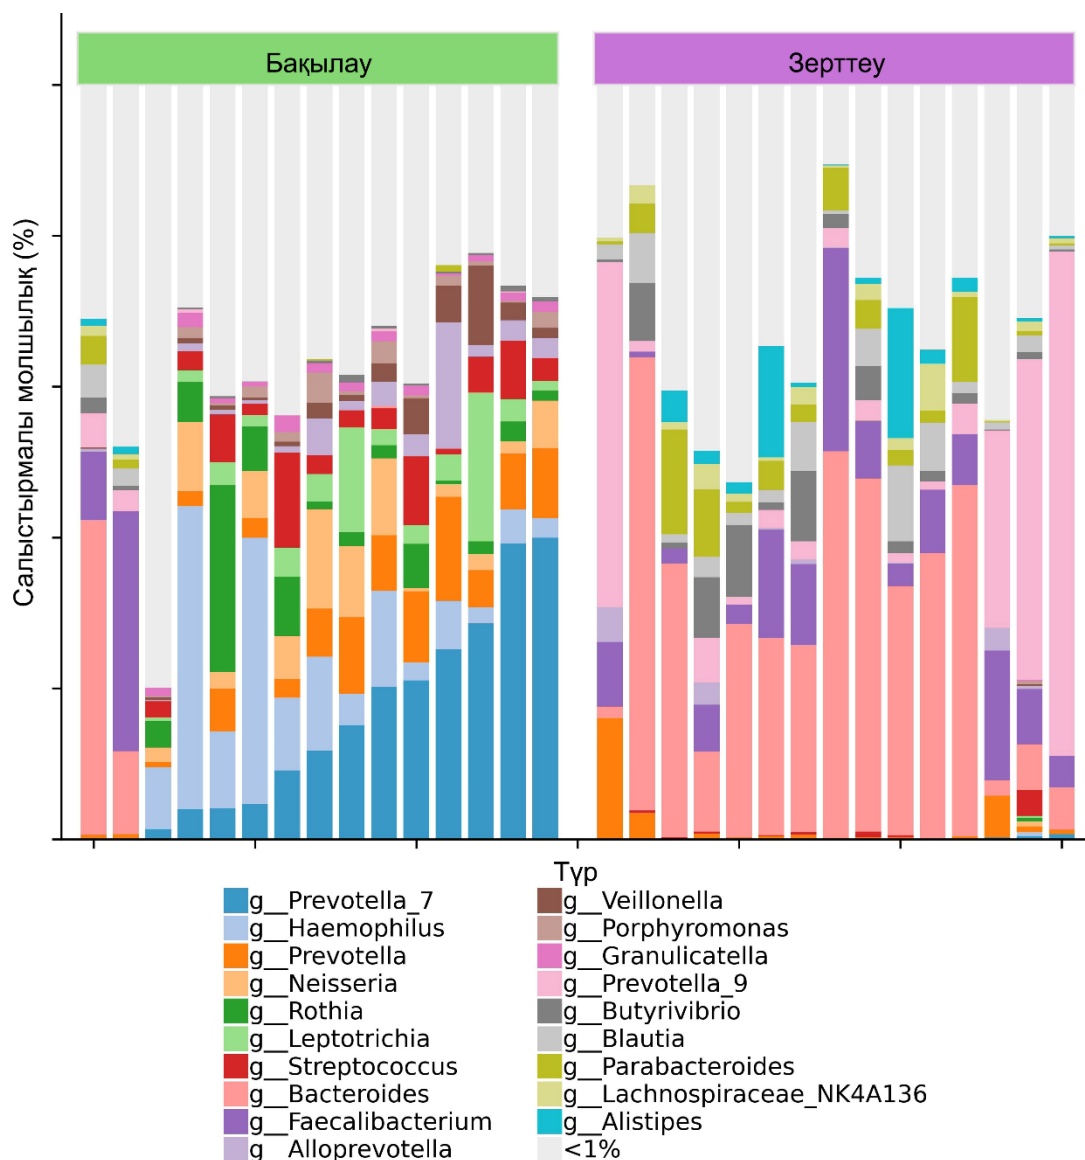 Бақылау
Зерттеу
Салыстырмалы молшылық (%)
Түр
g__Prevotella_7
g__Haemophilus
g__Prevotella
g__Neisseria
g__Rothia
g__Leptotrichia
g__Streptococcus
g__Bacteroides
g__Faecalibacterium
g__Alloprevotella
g__Veillonella
g__Porphyromonas
g__Granulicatella
g__Prevotella_9
g__Butyrivibrio
g__Blautia
g__Parabacteroides
g__Lachnospiraceae_NK4A136
g__Alistipes
<1%